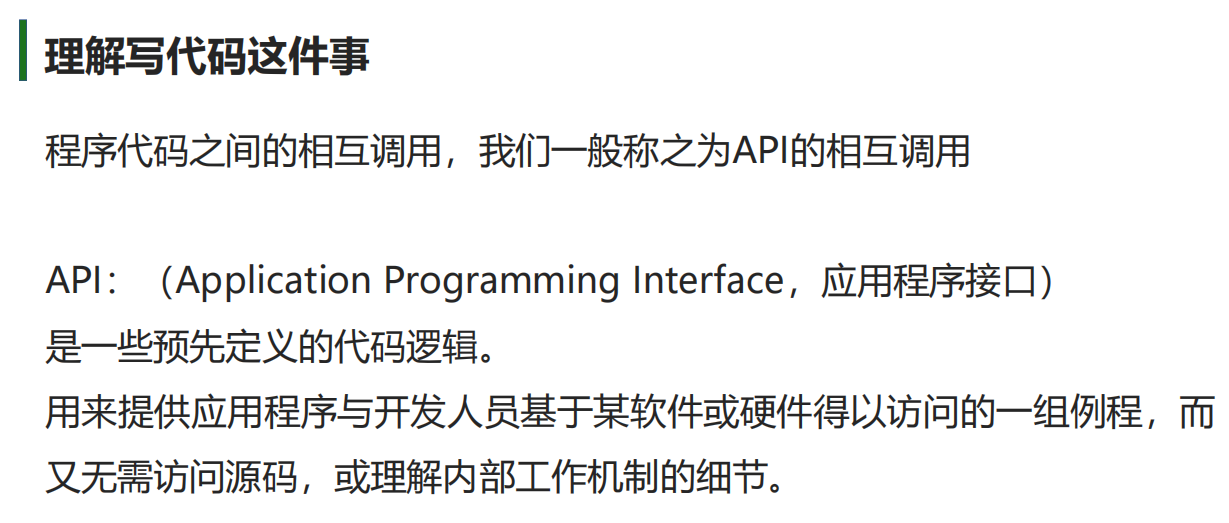 理解写代码这件事
程序代码之间的相互调用，我们一般称之为API的相互调用
API：（Application Programming Interface，应用程序接口）
是一些预先定义的代码逻辑。
用来提供应用程序与开发人员基于某软件或硬件得以访问的一组例程，而
又无需访问源码，或理解内部工作机制的细节。